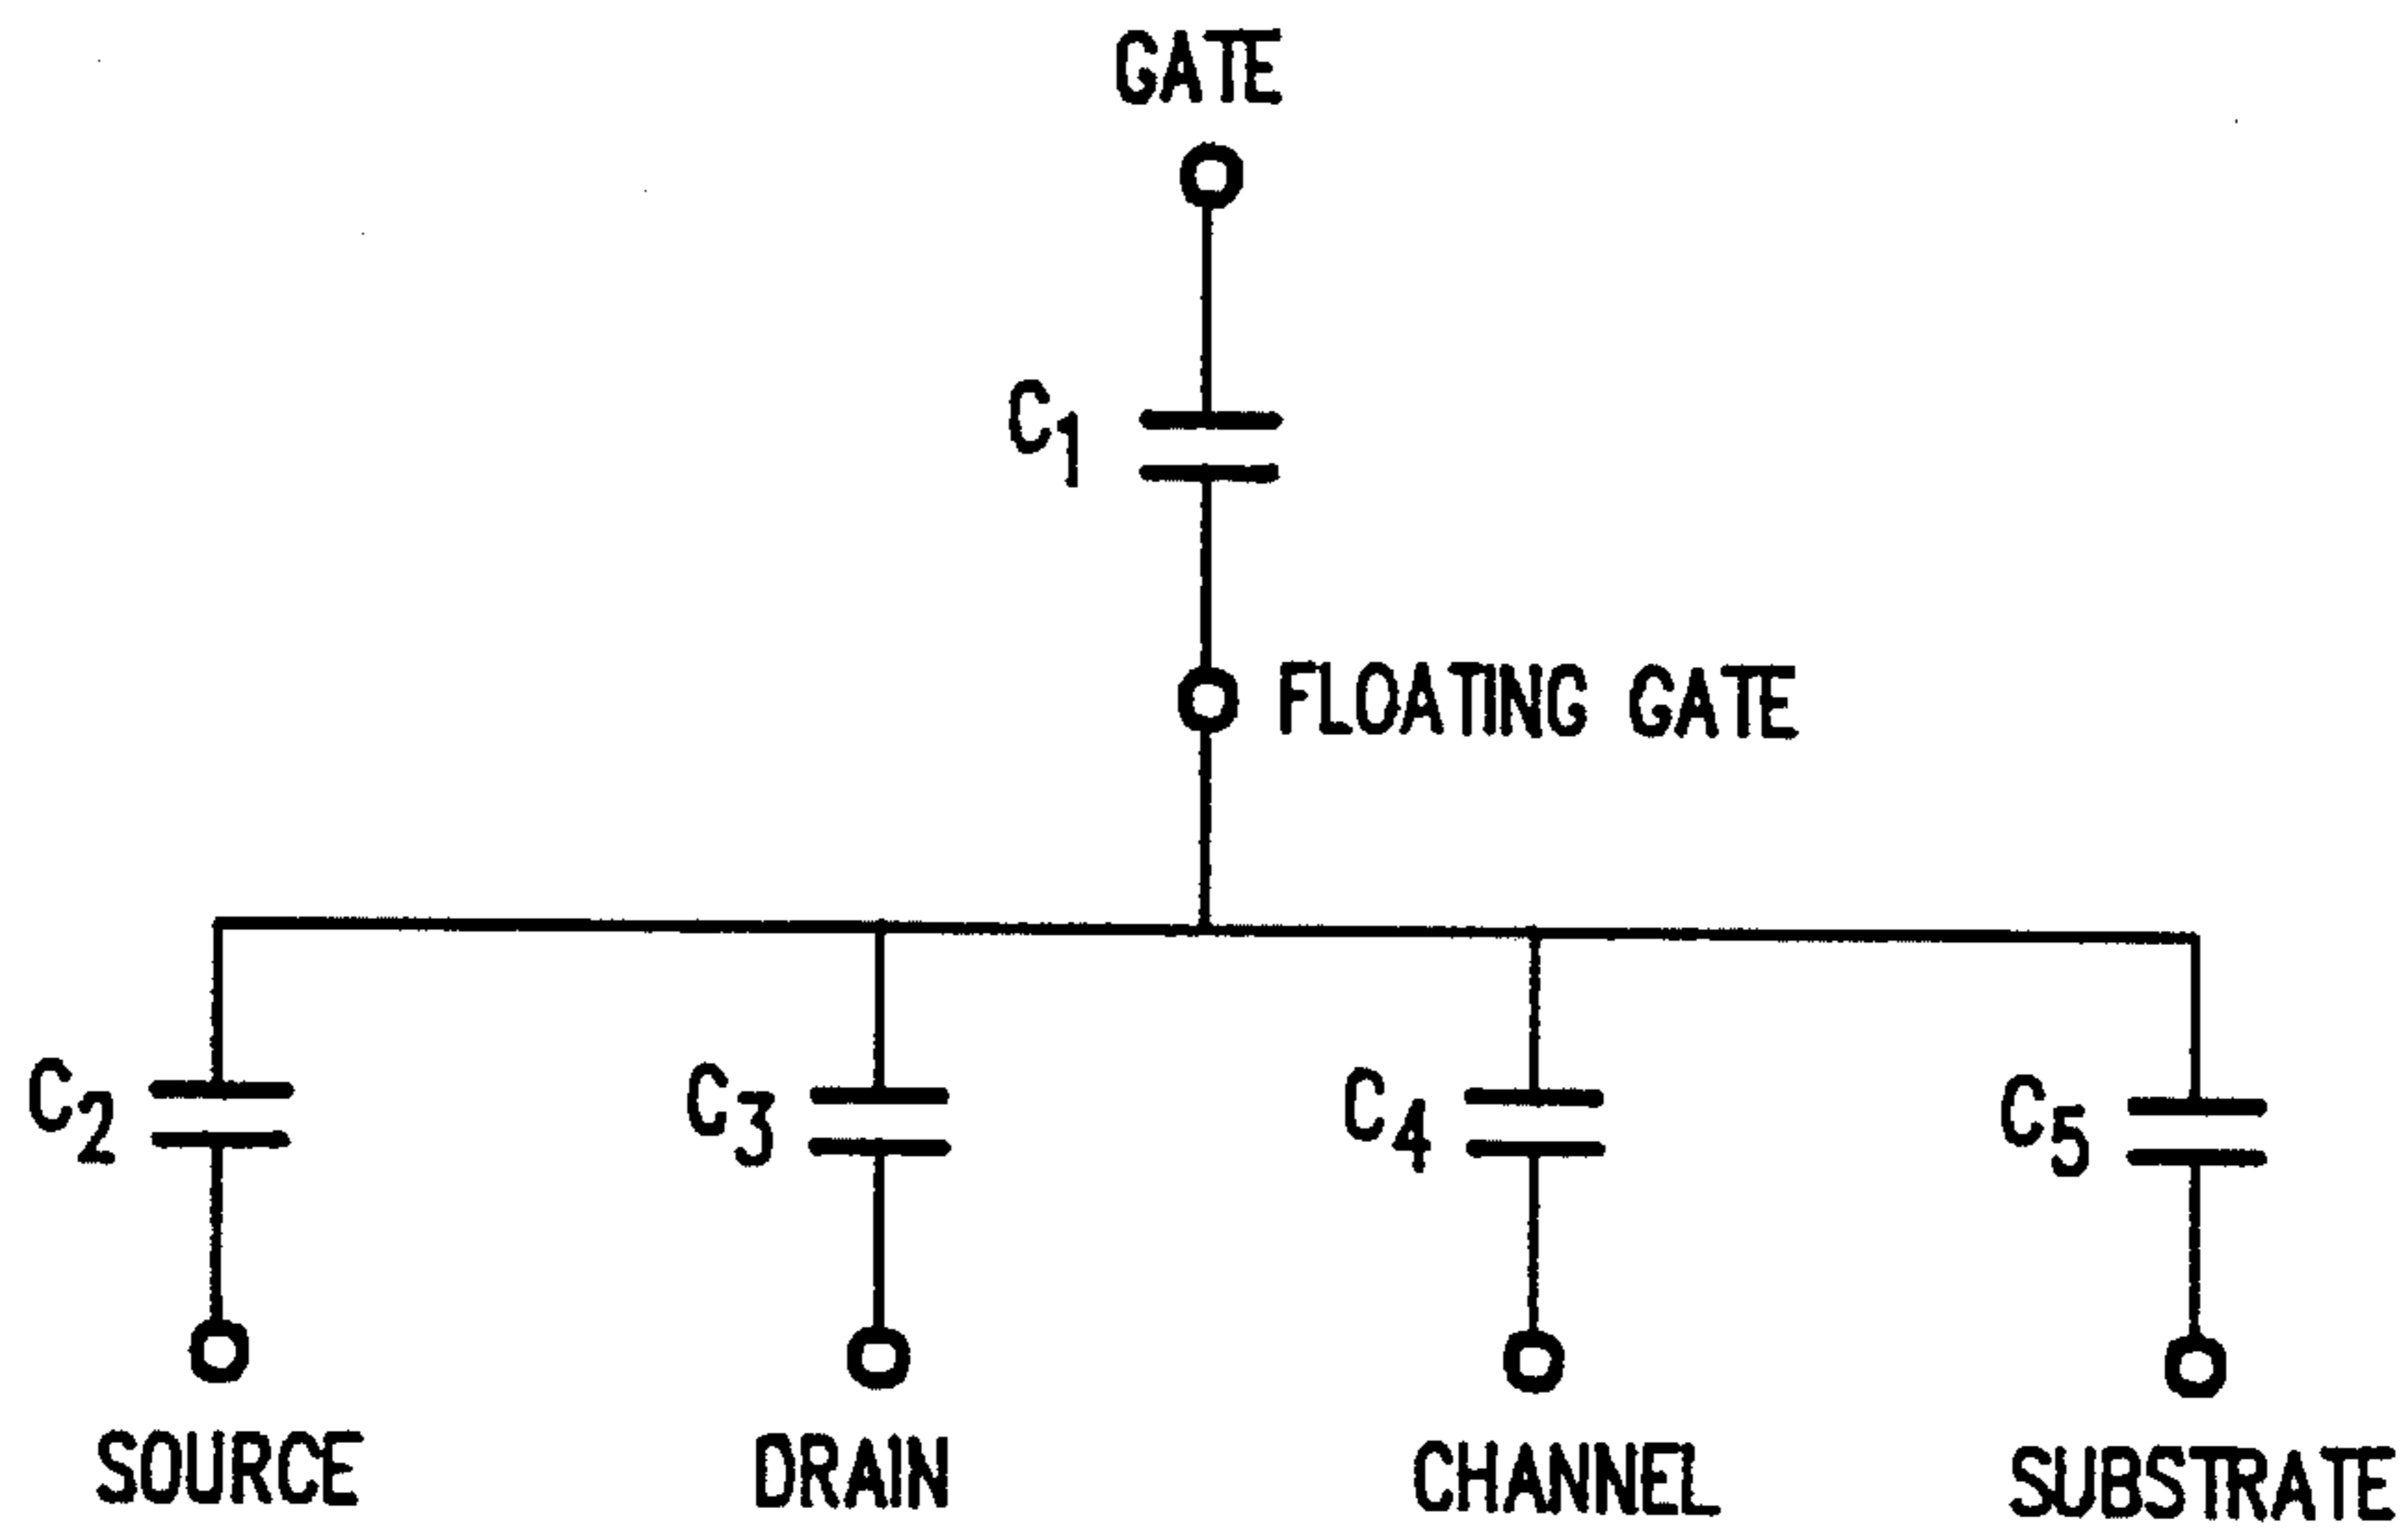 GATE
C1
FLOATING GATE
C2
C3
C4
C5
SOURCE
DRAIN
CHANNEL
SUBSTRATE